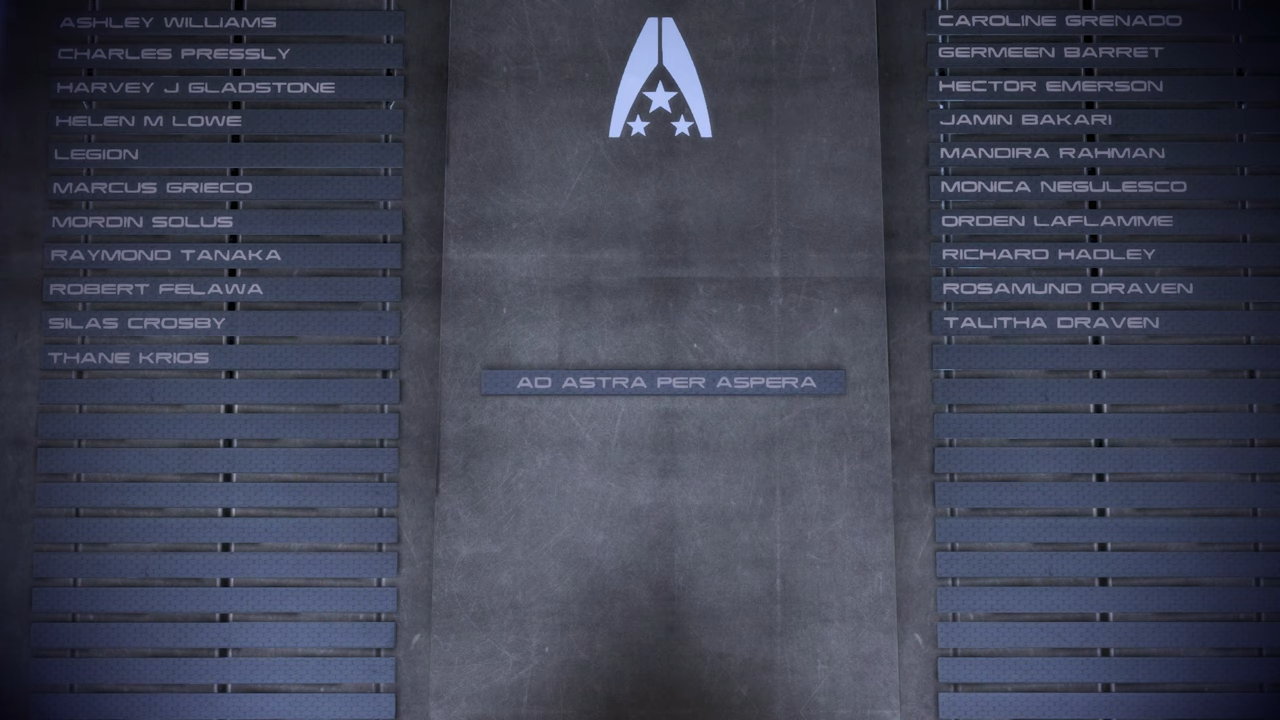 ASHLEY WILLIAMS
CHARLES PRESSLY
HARVEY J GLADSTONE
HELEN M LOWE
LEGION
MARCUS GRIECO
MORDIN SOLUS
RAYMOND TANAKA
ROBERT FELAWA
SILAS CROSBY
THANE KRIOS
AD ASTRA PER ASPERA
CAROLINE GRENADO
GERMEEN BARRET
HECTOR EMERSON
JAMIN BAKARI
MANDIRA RAHMAN
MONICA NEGULESCO
ORDEN LAFLAMME
RICHARD HADLEY
ROSAMUND DRAVEN
TALITHA DRAVEN